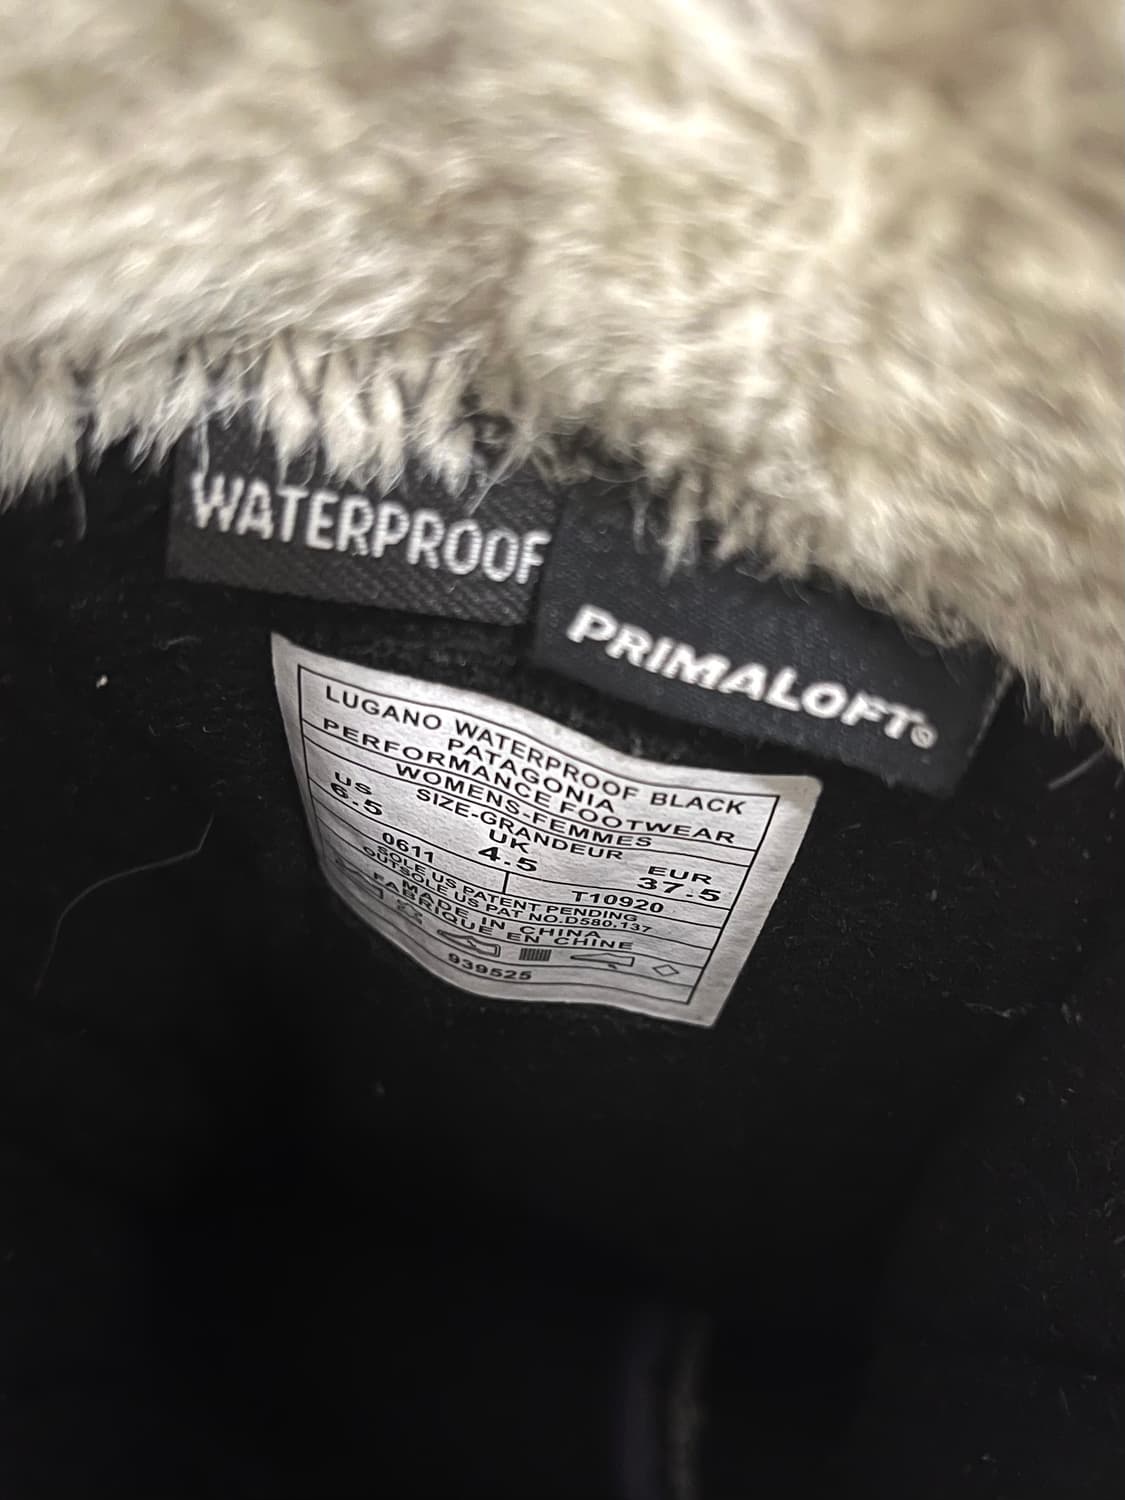 WATERPROOF
PRIMALOFT®
LUGANO WATERPROOF BLACK
PATAGONIA
PERFORMANCE FOOTWEAR
WOMENS-FEMMES
SIZE-GRANDEUR
US UK EUR
6.5 4.5 37.5
0611 T10920
SOLE US PATENT PENDING
OUTSOLE US PAT NO.D580,137
MADE IN CHINA
FABRIQUE EN CHINE
939525